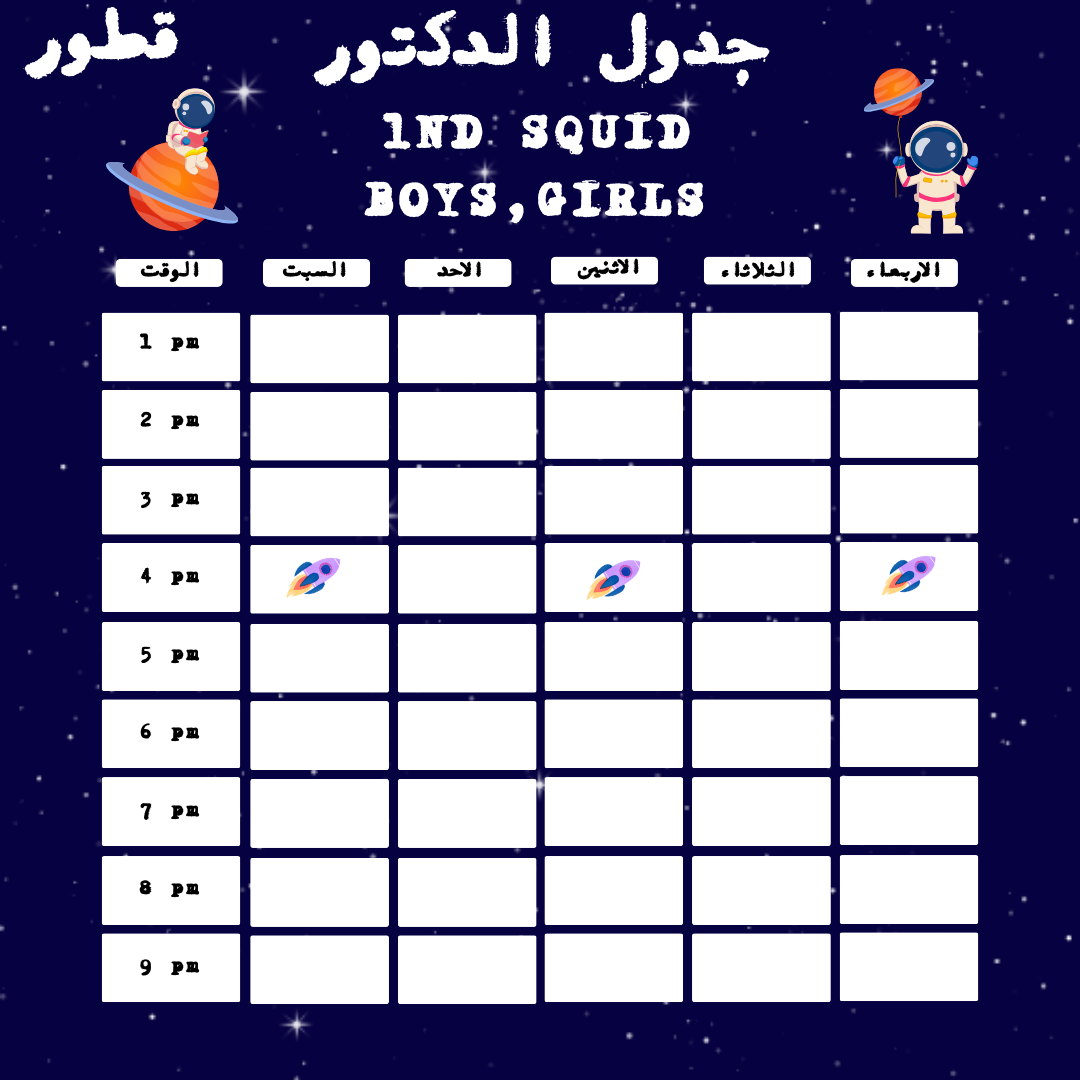 جدول الدكتور قطور
1ND SQUID
BOYS,GIRLS
الوقت السبت الاحد الاثنين الثلاثاء الاربعاء
1 pm
2 pm
3 pm
4 pm
5 pm
6 pm
7 pm
8 pm
9 pm